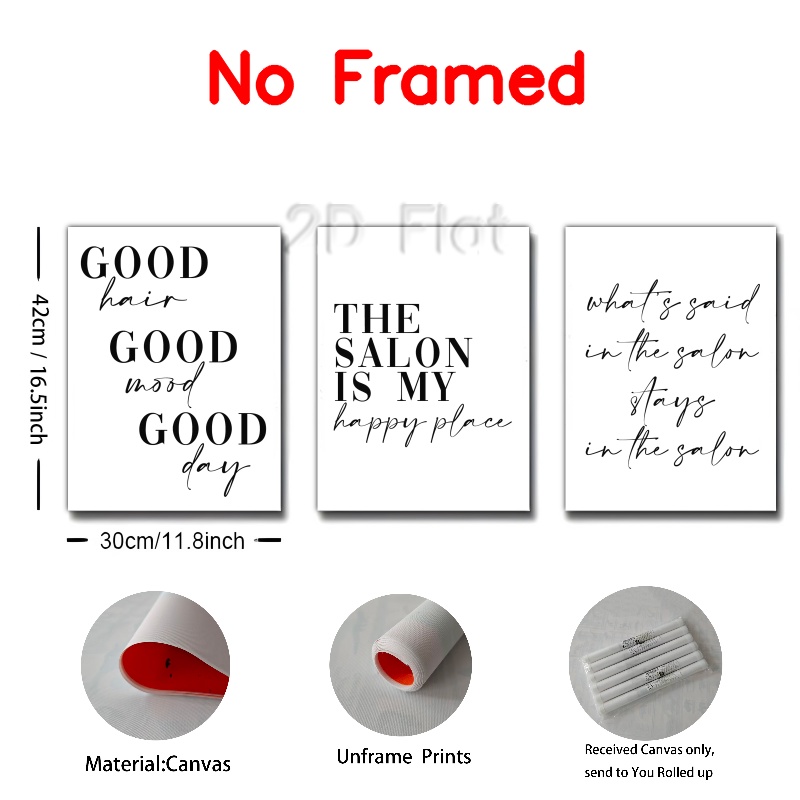 No Framed
2D Flat
GOOD
hair
GOOD
mood
GOOD
day
THE
SALON
IS MY
happy place
what's said
in the salon
stays
in the salon
42cm / 16.5inch
30cm/11.8inch
Material:Canvas
Unframe Prints
Received Canvas only,
send to You Rolled up